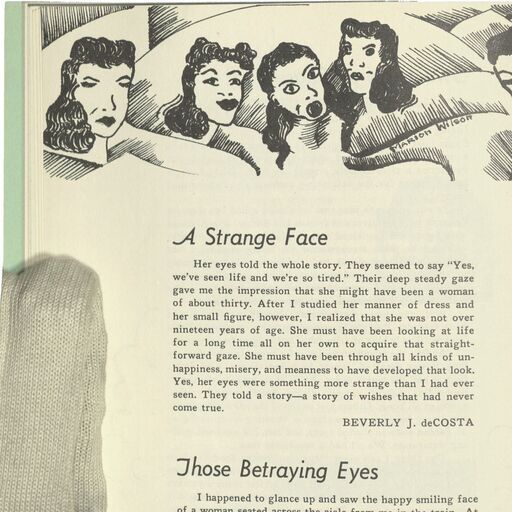 MARION WILSON
A Strange Face
Her eyes told the whole story. They seemed to say "Yes,
we've seen life and we're so tired." Their deep steady gaze
gave me the impression that she might have been a woman
of about thirty. After I studied her manner of dress and
her small figure, however, I realized that she was not over
nineteen years of age. She must have been looking at life
for a long time all on her own to acquire that straight-
forward gaze. She must have been through all kinds of un-
happiness, misery, and meanness to have developed that look.
Yes, her eyes were something more strange than I had ever
seen. They told a story—a story of wishes that had never
come true.
BEVERLY J. deCOSTA
Those Betraying Eyes
I happened to glance up and saw the happy smiling face
of a woman seated across the aisle from me in the train. At